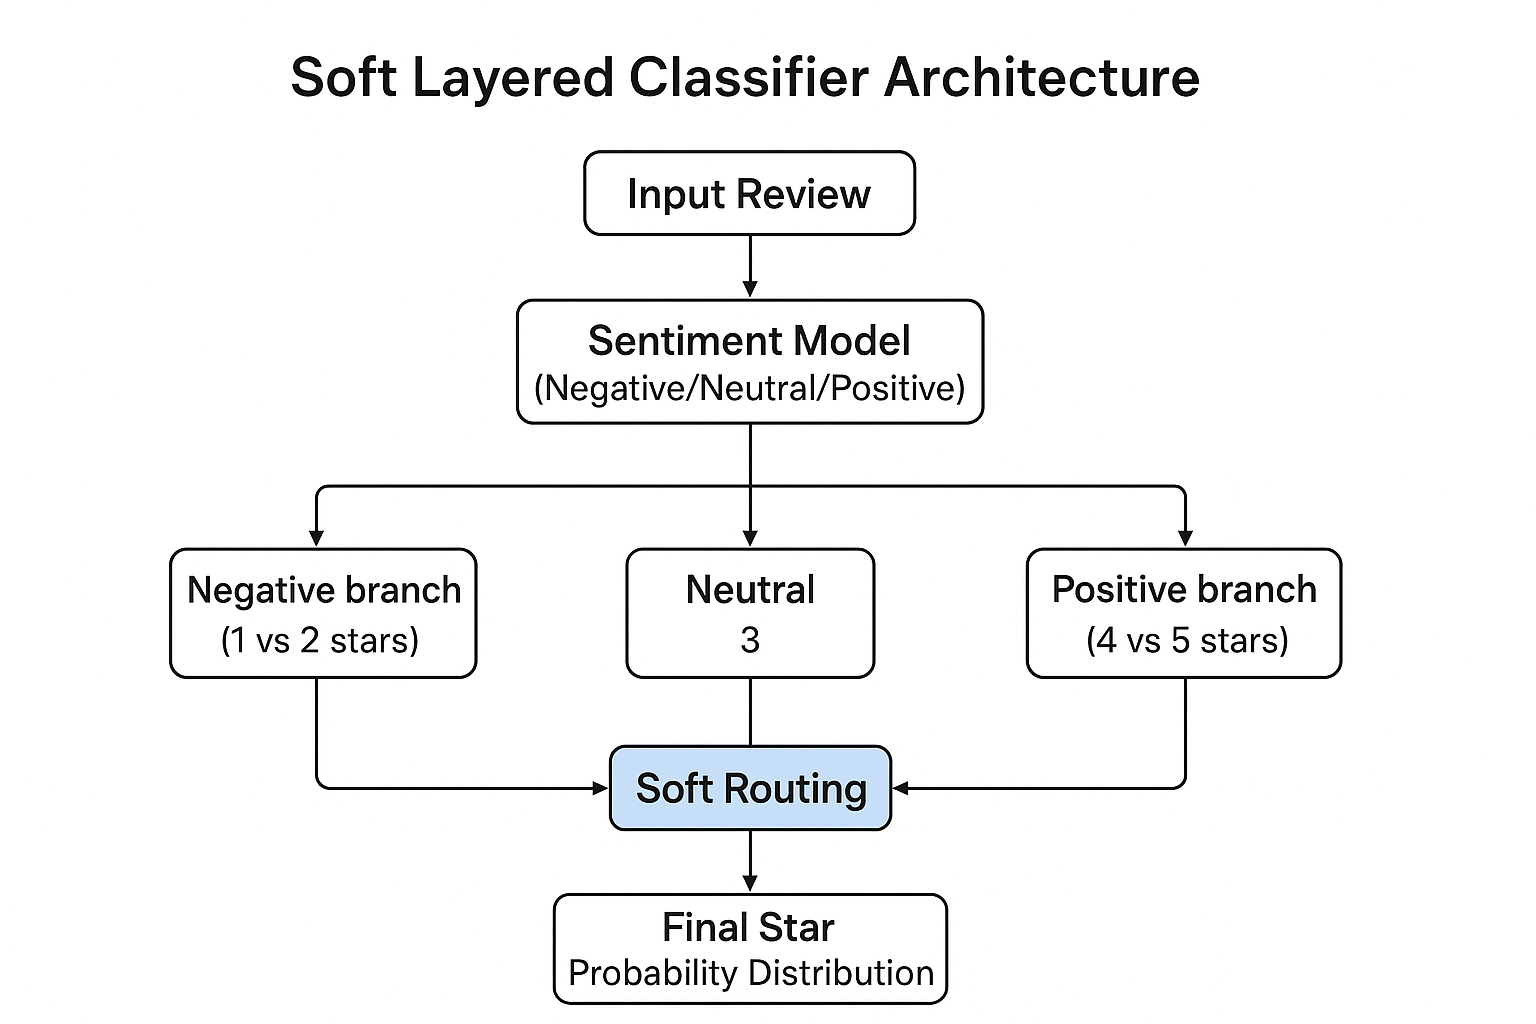 Soft Layered Classifier Architecture
Input Review
Sentiment Model
(Negative/Neutral/Positive)
Negative branch
(1 vs 2 stars)
Neutral
3
Positive branch
(4 vs 5 stars)
Soft Routing
Final Star
Probability Distribution